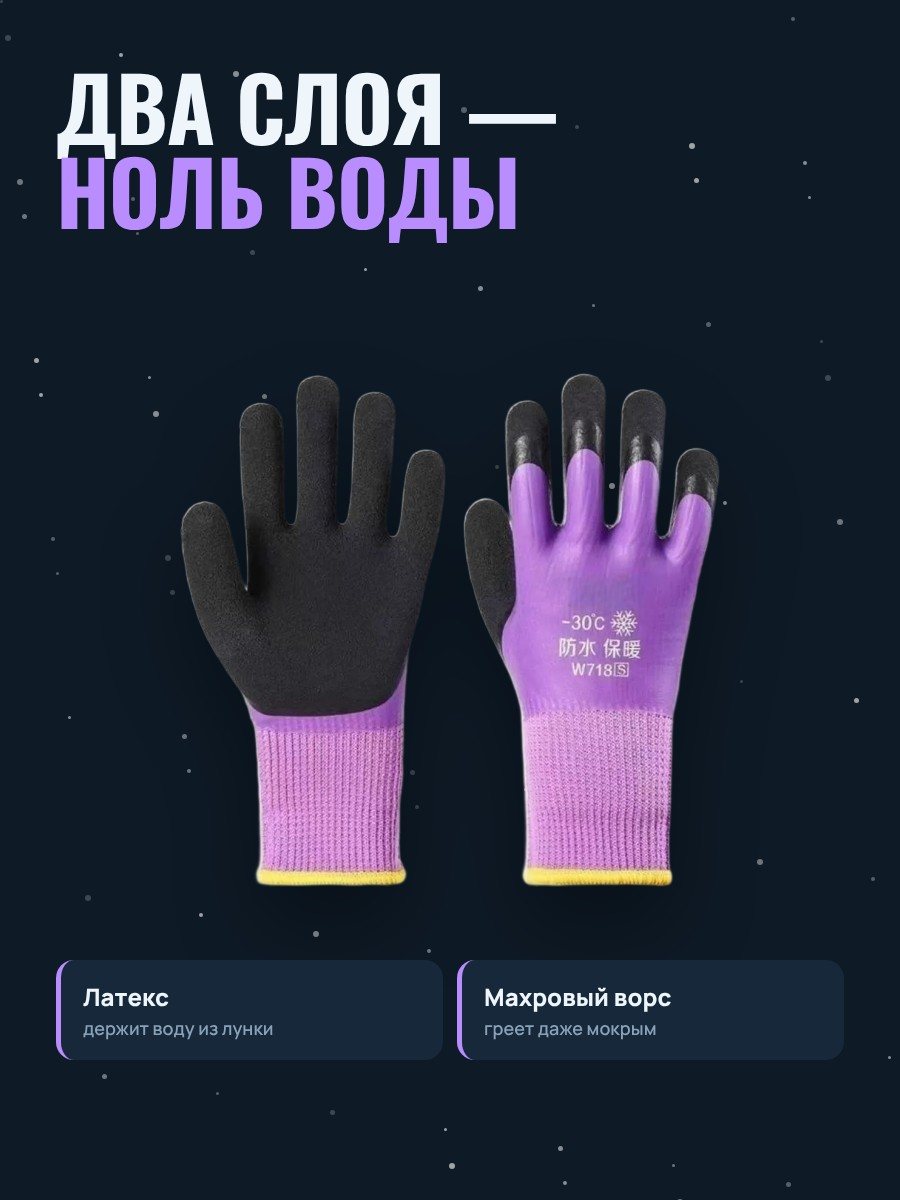 ДВА СЛОЯ —
НОЛЬ ВОДЫ
-30°C
防水 保暖
W718 S
Латекс
держит воду из лунки
Махровый ворс
греет даже мокрым